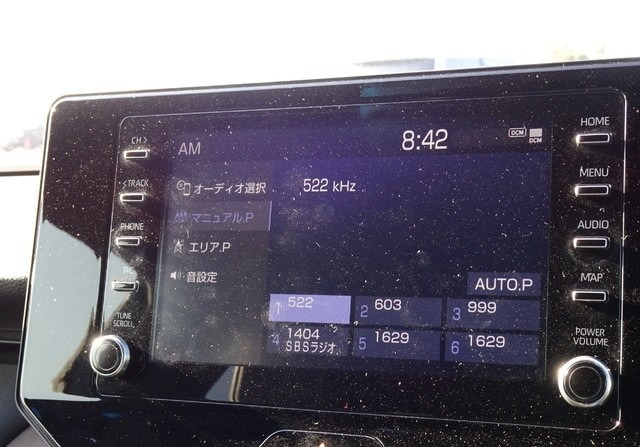 AM
8:42
DCM
DCM
オーディオ選択
522 kHz
マニュアル.P
エリア.P
音設定
AUTO.P
1 522
2 603
3 999
4 1404
SBSラジオ
5 1629
6 1629
CH >
< TRACK
PHONE
TUNE
SCROLL
HOME
MENU
AUDIO
MAP
POWER
VOLUME